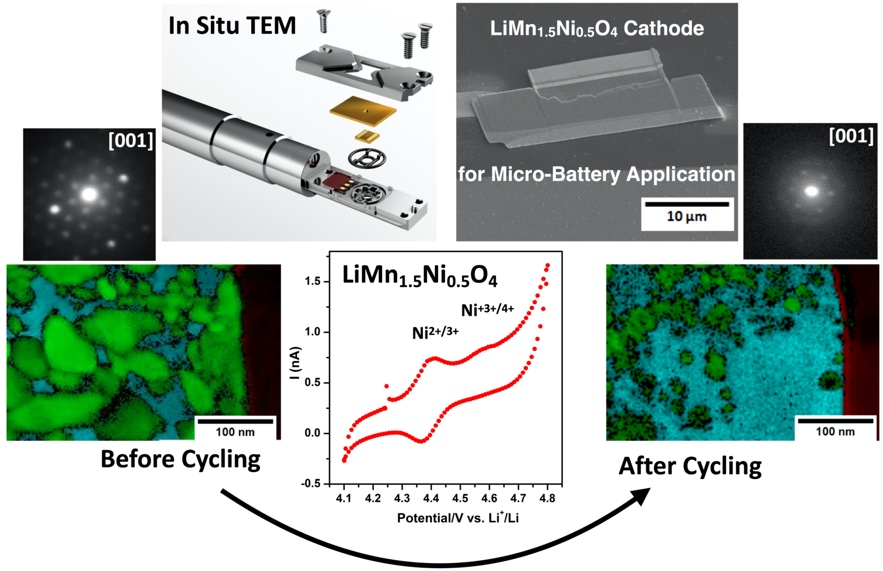 In Situ TEM
LiMn₁.₅Ni₀.₅O₄ Cathode
for Micro-Battery Application
10 µm
[001]
[001]
LiMn₁.₅Ni₀.₅O₄
Ni⁺³⁺/⁴⁺
Ni²⁺/³⁺
I (nA)
1.5
1.0
0.5
0.0
-0.5
4.1 4.2 4.3 4.4 4.5 4.6 4.7 4.8
Potential/V vs. Li⁺/Li
100 nm
Before Cycling
100 nm
After Cycling